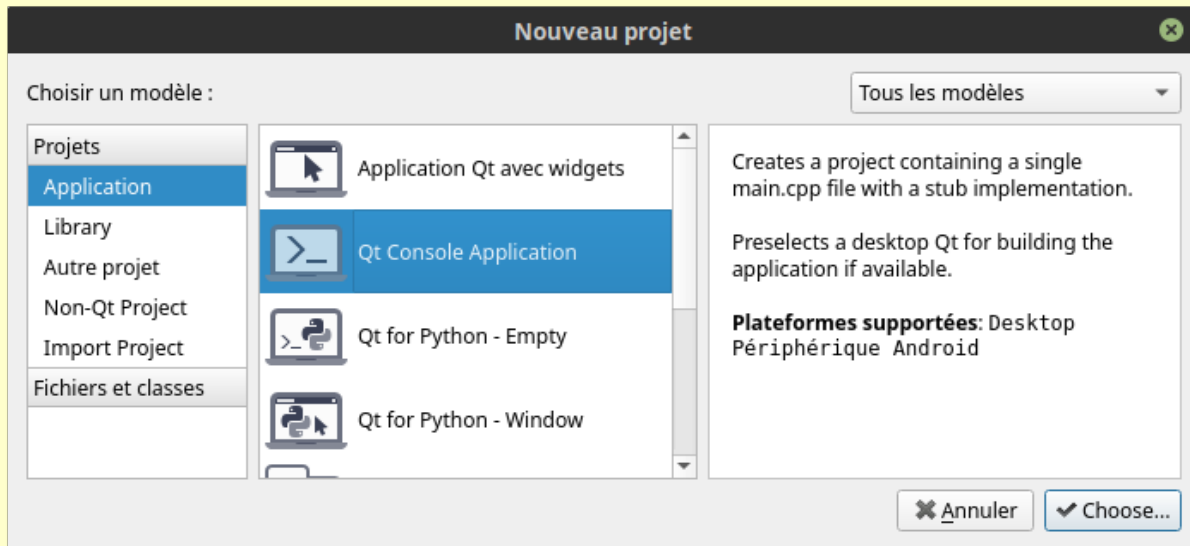 Nouveau projet
Choisir un modèle :
Tous les modèles
Projets
Application
Library
Autre projet
Non-Qt Project
Import Project
Fichiers et classes
Application Qt avec widgets
Qt Console Application
Qt for Python - Empty
Qt for Python - Window
Creates a project containing a single
main.cpp file with a stub implementation.
Preselects a desktop Qt for building the
application if available.
Plateformes supportées: Desktop
Périphérique Android
Annuler
Choose...